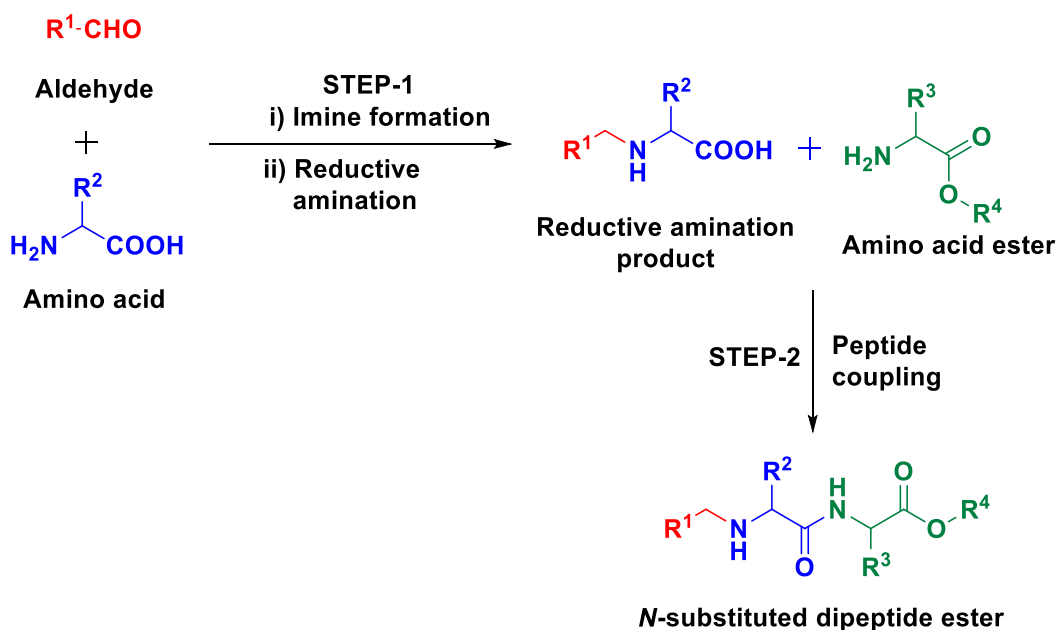 R¹-CHO
Aldehyde
+
R²
H₂N
COOH
Amino acid
STEP-1
i) Imine formation
ii) Reductive
amination
R²
R¹
N
H
COOH
Reductive amination
product
+
R³
H₂N
O
O
R⁴
Amino acid ester
STEP-2
Peptide
coupling
R²
H
N
O
R¹
N
H
O
R³
O
R⁴
N-substituted dipeptide ester